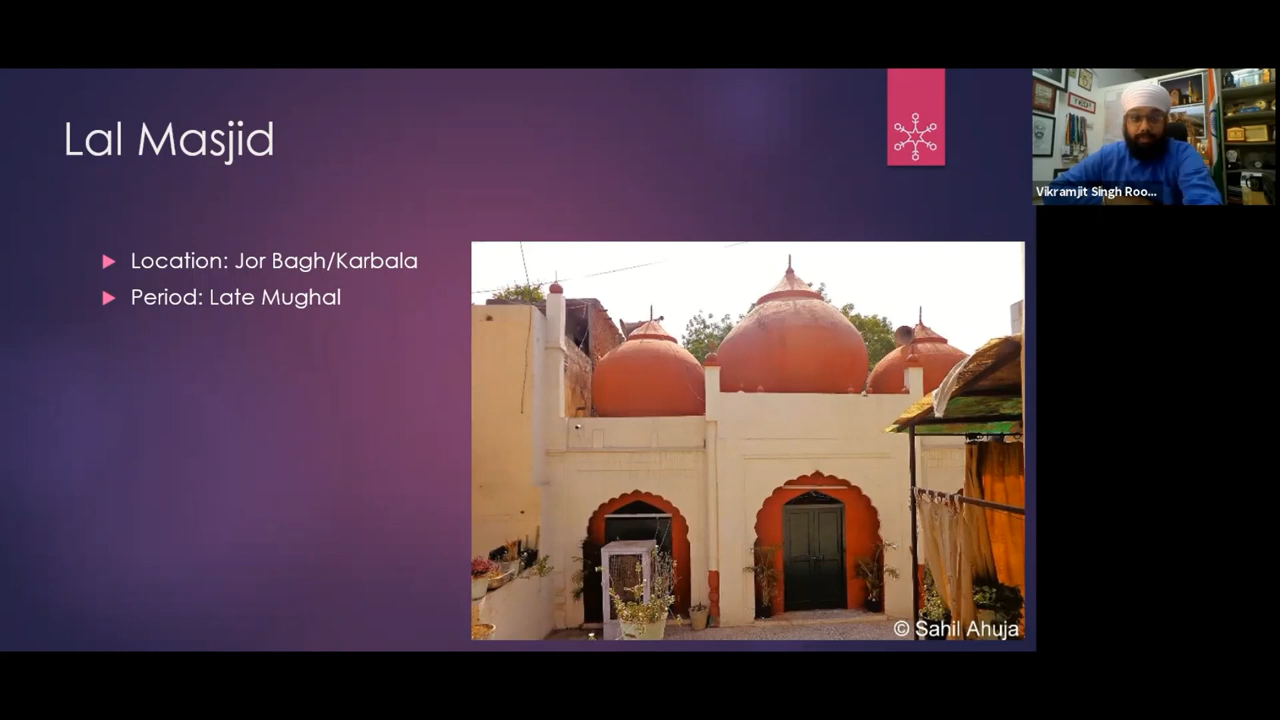 Lal Masjid
Location: Jor Bagh/Karbala
Period: Late Mughal
© Sahil Ahuja
Vikramjit Singh Roo...